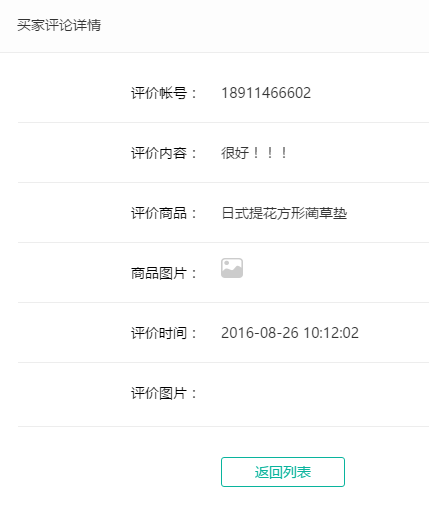 买家评论详情
评价帐号： 18911466602
评价内容： 很好！！！
评价商品： 日式提花方形蔺草垫
商品图片：
评价时间： 2016-08-26 10:12:02
评价图片：
返回列表